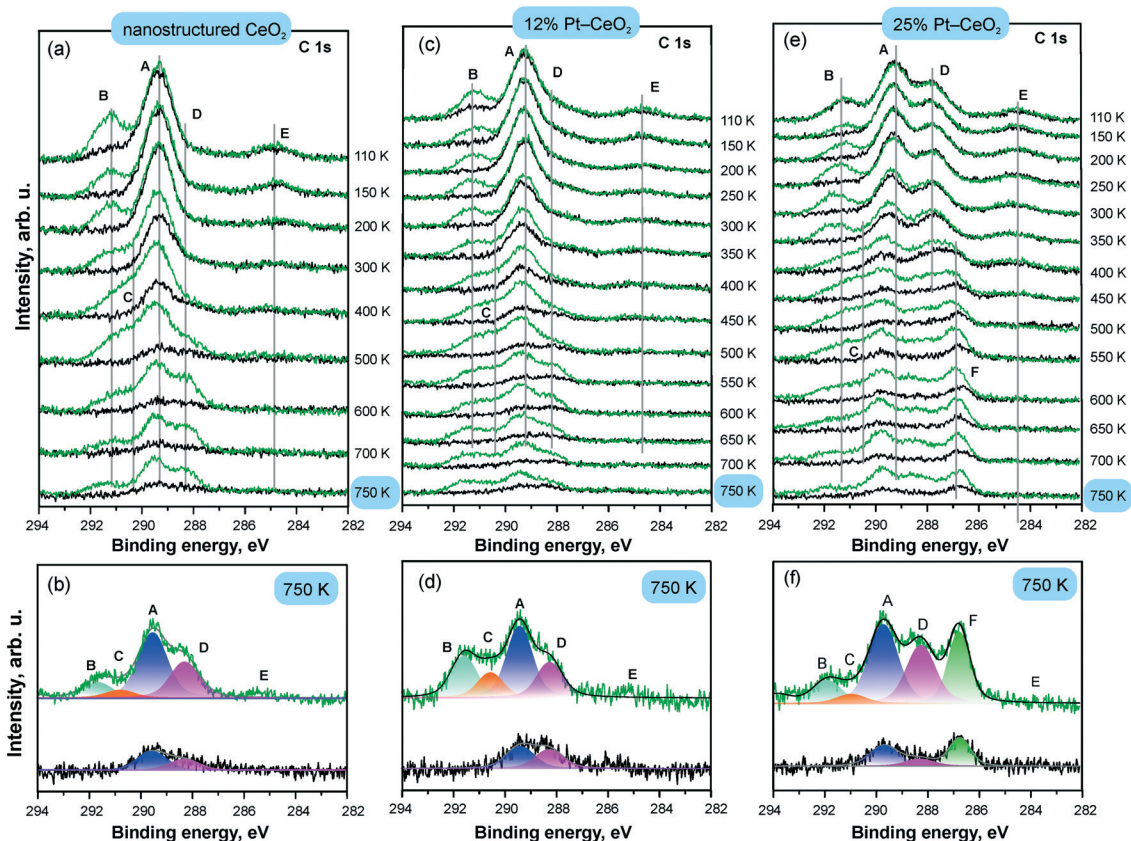 nanostructured CeO₂
(a)
C 1s
A
B
D
E
C
110 K
150 K
200 K
300 K
400 K
500 K
600 K
700 K
750 K
Intensity, arb. u.
294 292 290 288 286 284 282
Binding energy, eV
12% Pt–CeO₂
(c)
C 1s
A
B
D
E
C
110 K
150 K
200 K
250 K
300 K
350 K
400 K
450 K
500 K
550 K
600 K
650 K
700 K
750 K
294 292 290 288 286 284 282
Binding energy, eV
25% Pt–CeO₂
(e)
C 1s
A
B
D
E
C
F
110 K
150 K
200 K
250 K
300 K
350 K
400 K
450 K
500 K
550 K
600 K
650 K
700 K
750 K
294 292 290 288 286 284 282
Binding energy, eV
(b)
750 K
A
B
C
D
E
Intensity, arb. u.
294 292 290 288 286 284 282
Binding energy, eV
(d)
750 K
A
B
C
D
E
294 292 290 288 286 284 282
Binding energy, eV
(f)
750 K
A
B
C
D
F
E
294 292 290 288 286 284 282
Binding energy, eV